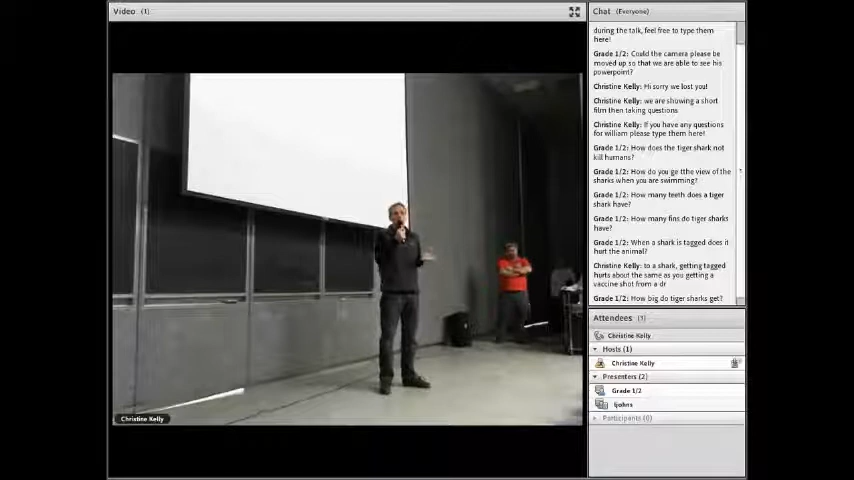 Video (1)
Christine Kelly
Chat (Everyone)
during the talk, feel free to type them
here!
Grade 1/2: Could the camera please be
moved up so that we are able to see his
powerpoint?
Christine Kelly: Hi sorry we lost you!
Christine Kelly: we are showing a short
film then taking questions
Christine Kelly: If you have any questions
for william please type them here!
Grade 1/2: How does the tiger shark not
kill humans?
Grade 1/2: How do you ge tthe view of the
sharks when you are swimming?
Grade 1/2: How many teeth does a tiger
shark have?
Grade 1/2: How many fins do tiger sharks
have?
Grade 1/2: When a shark is tagged does it
hurt the animal?
Christine Kelly: to a shark, getting tagged
hurts about the same as you getting a
vaccine shot from a dr
Grade 1/2: How big do tiger sharks get?
Attendees (3)
Christine Kelly
Hosts (1)
Christine Kelly
Presenters (2)
Grade 1/2
ljohns
Participants (0)